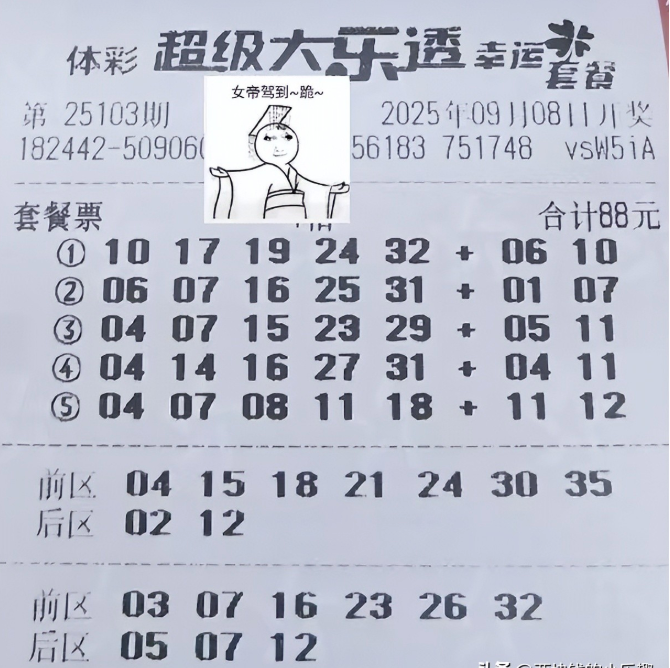 体彩 超级大乐透 幸运 套餐
女帝驾到~跪~
第 25103期 2025年09月08日开奖
182442-509060 56183 751748 vsW5iA
套餐票 合计88元
① 10 17 19 24 32 + 06 10
② 06 07 16 25 31 + 01 07
③ 04 07 15 23 29 + 05 11
④ 04 14 16 27 31 + 04 11
⑤ 04 07 08 11 18 + 11 12
前区 04 15 18 21 24 30 35
后区 02 12
前区 03 07 16 23 26 32
后区 05 07 12